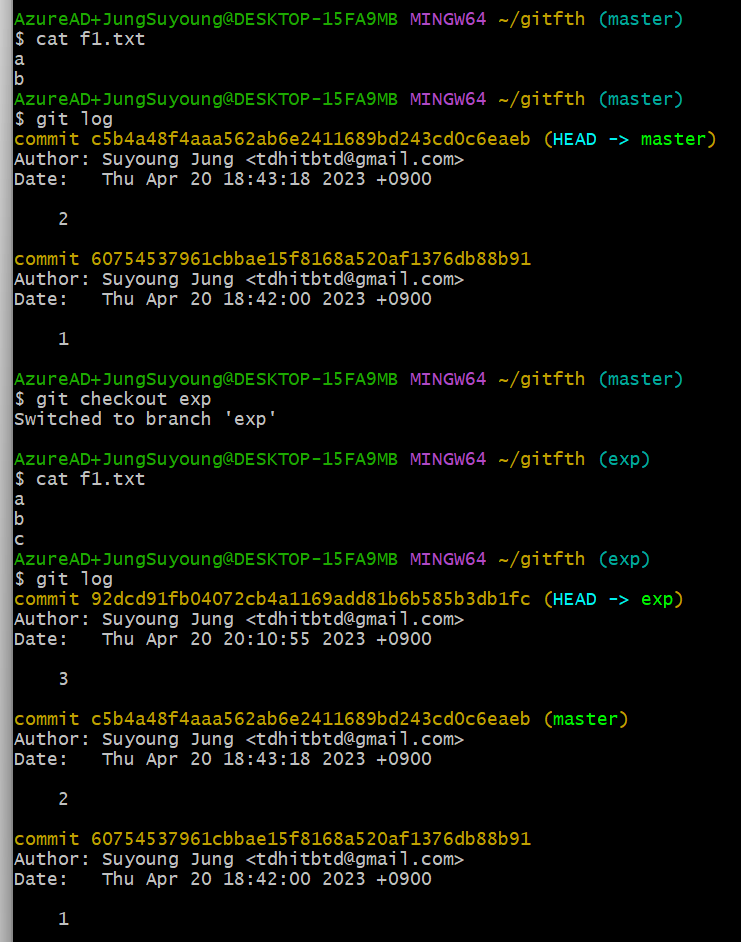 AzureAD+JungSuyoung@DESKTOP-15FA9MB MINGW64 ~/gitfth (master)
$ cat f1.txt
a
b
AzureAD+JungSuyoung@DESKTOP-15FA9MB MINGW64 ~/gitfth (master)
$ git log
commit c5b4a48f4aaa562ab6e2411689bd243cd0c6eaeb (HEAD -> master)
Author: Suyoung Jung <tdhitbtd@gmail.com>
Date:   Thu Apr 20 18:43:18 2023 +0900
    2
commit 60754537961cbbae15f8168a520af1376db88b91
Author: Suyoung Jung <tdhitbtd@gmail.com>
Date:   Thu Apr 20 18:42:00 2023 +0900
    1
AzureAD+JungSuyoung@DESKTOP-15FA9MB MINGW64 ~/gitfth (master)
$ git checkout exp
Switched to branch 'exp'
AzureAD+JungSuyoung@DESKTOP-15FA9MB MINGW64 ~/gitfth (exp)
$ cat f1.txt
a
b
c
AzureAD+JungSuyoung@DESKTOP-15FA9MB MINGW64 ~/gitfth (exp)
$ git log
commit 92dcd91fb04072cb4a1169add81b6b585b3db1fc (HEAD -> exp)
Author: Suyoung Jung <tdhitbtd@gmail.com>
Date:   Thu Apr 20 20:10:55 2023 +0900
    3
commit c5b4a48f4aaa562ab6e2411689bd243cd0c6eaeb (master)
Author: Suyoung Jung <tdhitbtd@gmail.com>
Date:   Thu Apr 20 18:43:18 2023 +0900
    2
commit 60754537961cbbae15f8168a520af1376db88b91
Author: Suyoung Jung <tdhitbtd@gmail.com>
Date:   Thu Apr 20 18:42:00 2023 +0900
    1